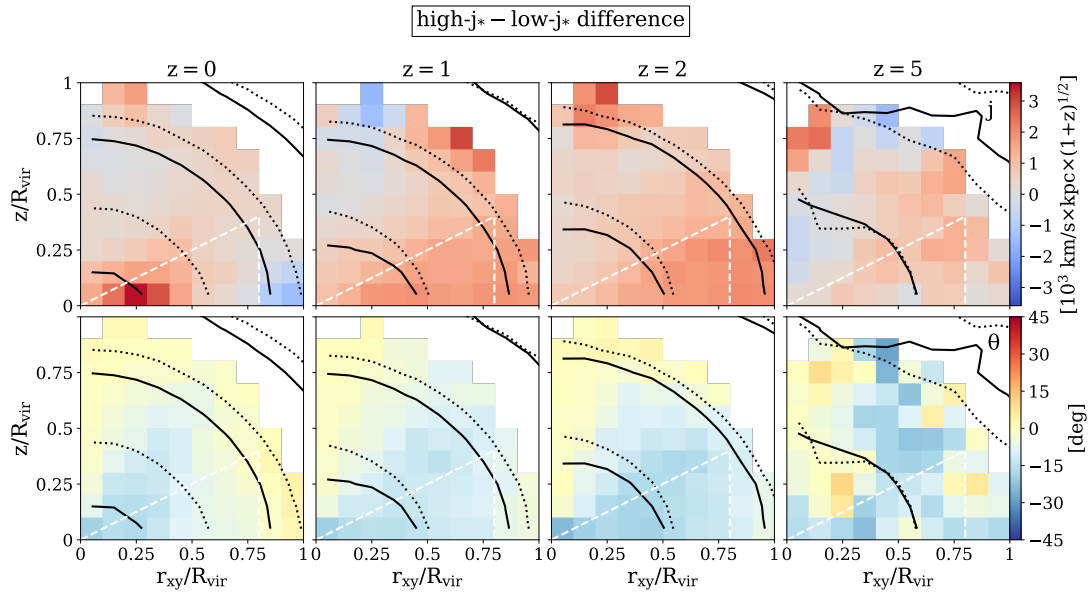 high-j* − low-j* difference
z = 0
z = 1
z = 2
z = 5
1
0.75
0.5
0.25
0
z/Rvir
j
3
2
1
0
−1
−2
−3
[10³ km/s×kpc×(1+z)^1/2]
0.75
0.5
0.25
0
z/Rvir
θ
45
30
15
0
−15
−30
−45
[deg]
0 0.25 0.5 0.75
0 0.25 0.5 0.75
0 0.25 0.5 0.75
0 0.25 0.5 0.75 1
rxy/Rvir
rxy/Rvir
rxy/Rvir
rxy/Rvir